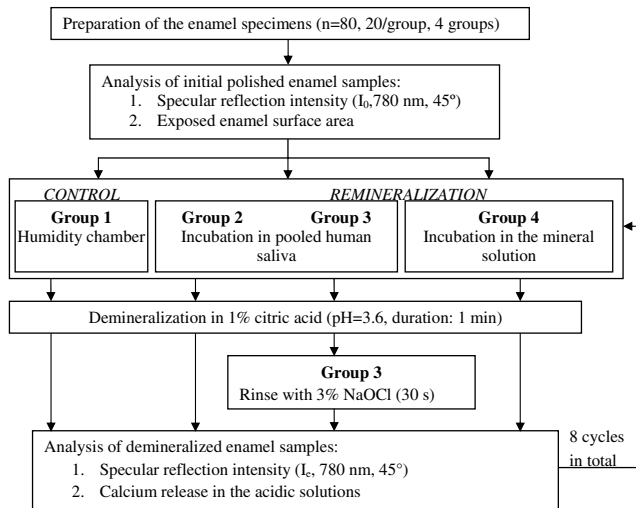 Preparation of the enamel specimens (n=80, 20/group, 4 groups)
Analysis of initial polished enamel samples:
1. Specular reflection intensity (I₀,780 nm, 45º)
2. Exposed enamel surface area
CONTROL
REMINERALIZATION
Group 1
Humidity chamber
Group 2 Group 3
Incubation in pooled human
saliva
Group 4
Incubation in the mineral
solution
Demineralization in 1% citric acid (pH=3.6, duration: 1 min)
Group 3
Rinse with 3% NaOCl (30 s)
Analysis of demineralized enamel samples:
1. Specular reflection intensity (Iₑ, 780 nm, 45°)
2. Calcium release in the acidic solutions
8 cycles
in total